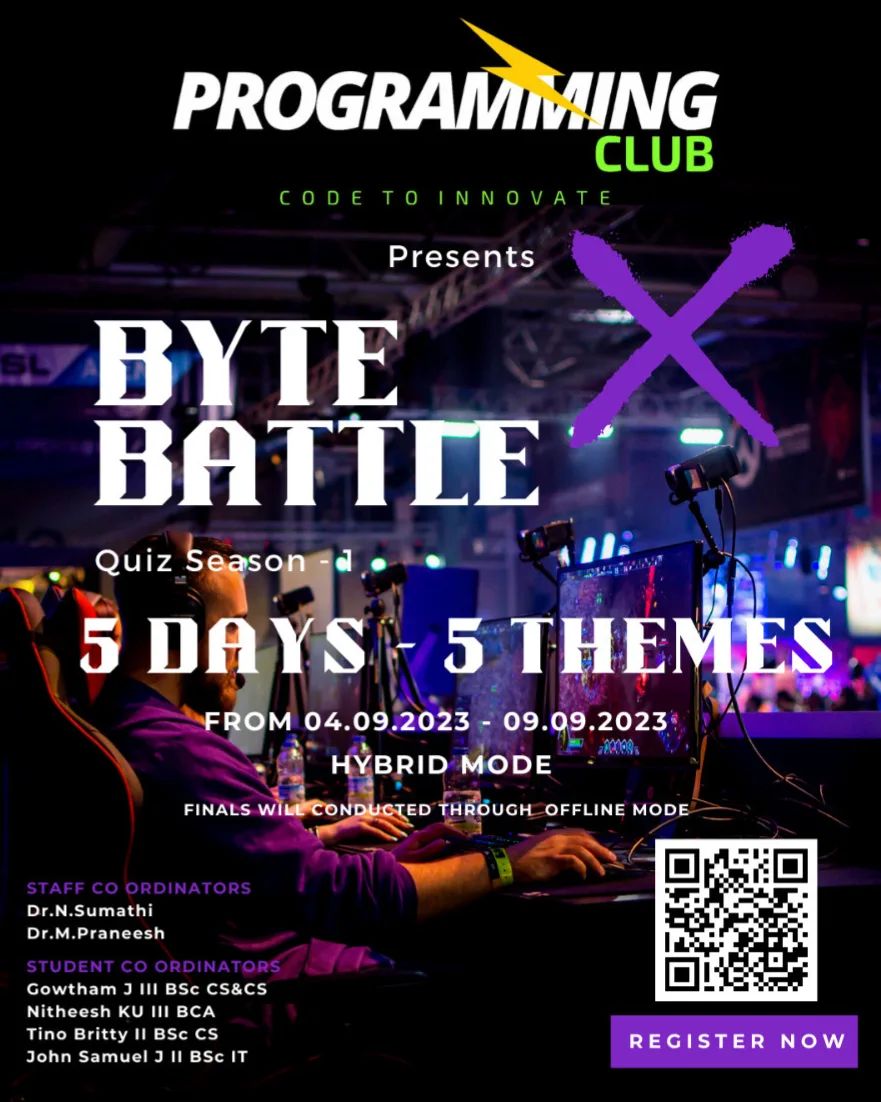 PROGRAMMING
CLUB
CODE TO INNOVATE
Presents
BYTE
BATTLE
Quiz Season - 1
5 DAYS - 5 THEMES
FROM 04.09.2023 - 09.09.2023
HYBRID MODE
FINALS WILL CONDUCTED THROUGH OFFLINE MODE
STAFF CO ORDINATORS
Dr.N.Sumathi
Dr.M.Praneesh
STUDENT CO ORDINATORS
Gowtham J III BSc CS&CS
Nitheesh KU III BCA
Tino Britty II BSc CS
John Samuel J II BSc IT
REGISTER NOW